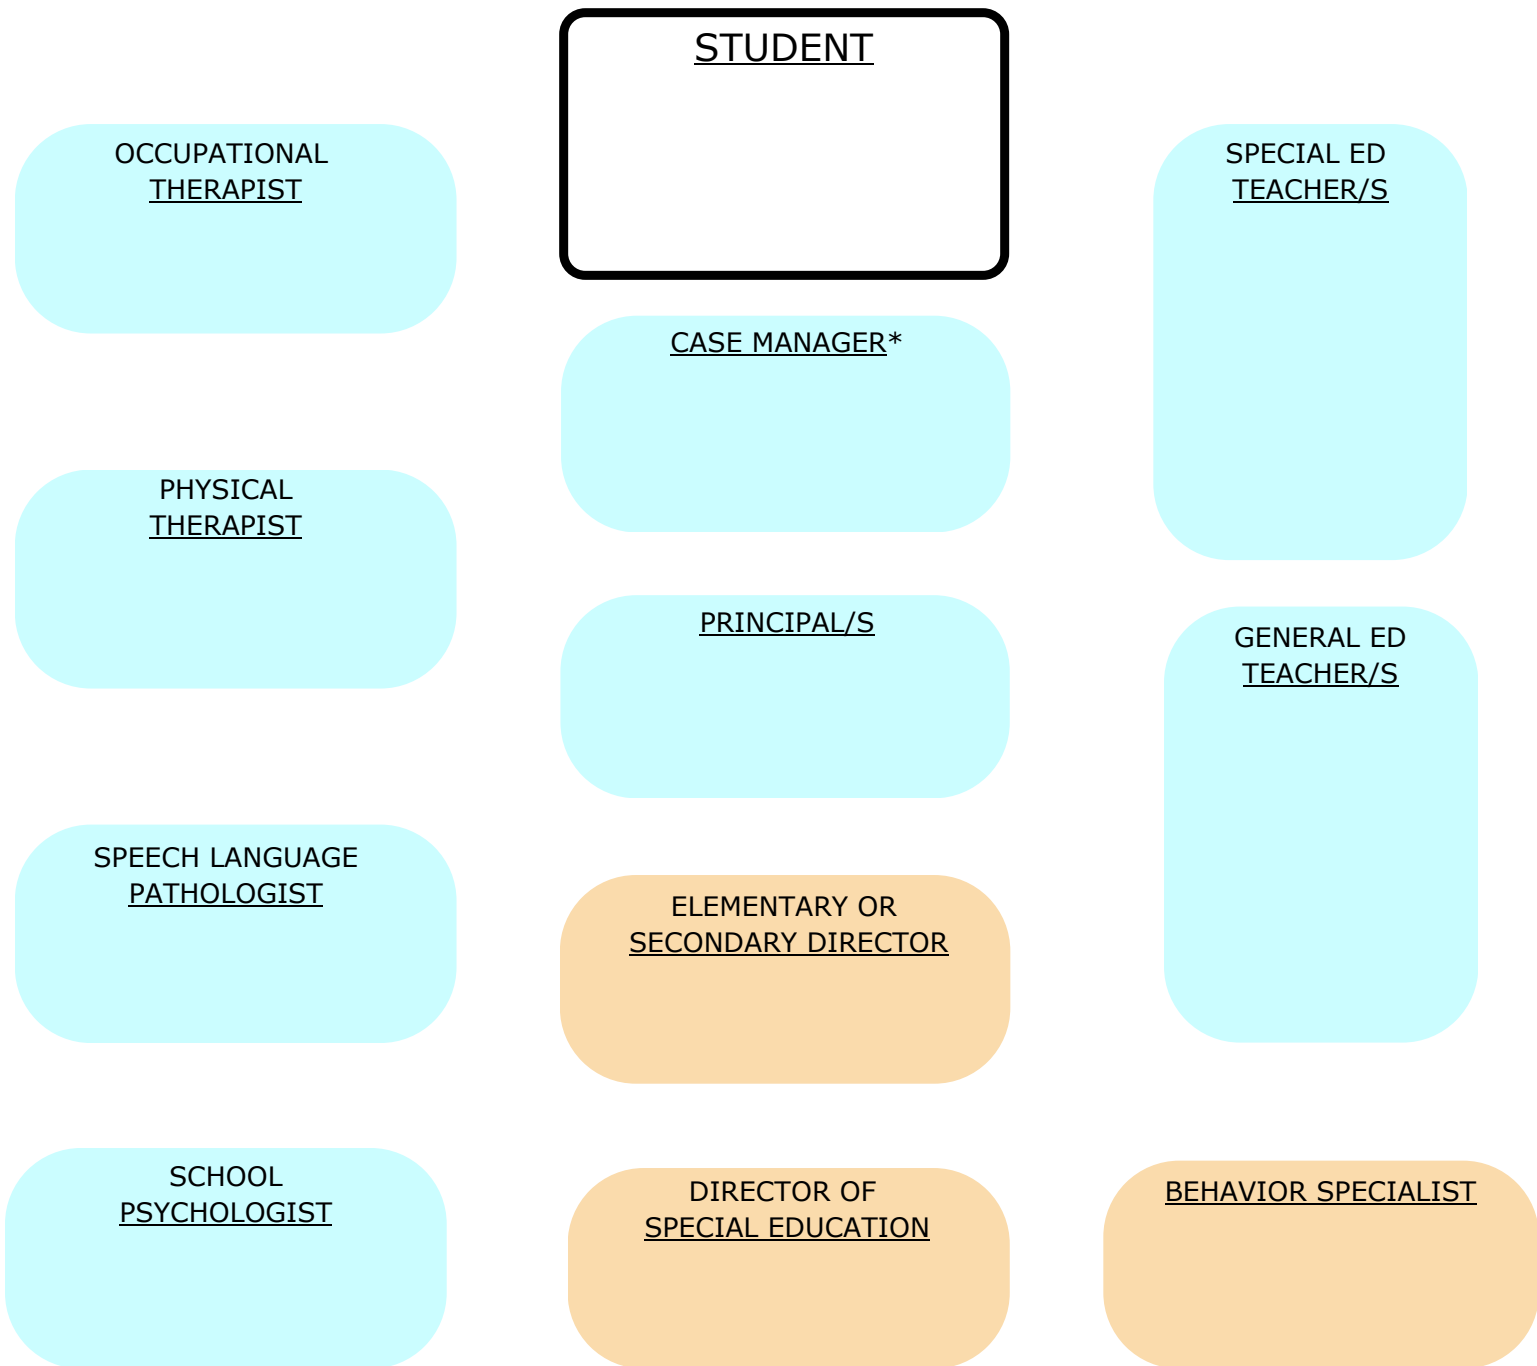 STUDENT
OCCUPATIONAL
THERAPIST
SPECIAL ED
TEACHER/S
CASE MANAGER*
PHYSICAL
THERAPIST
PRINCIPAL/S
GENERAL ED
TEACHER/S
SPEECH LANGUAGE
PATHOLOGIST
ELEMENTARY OR
SECONDARY DIRECTOR
SCHOOL
PSYCHOLOGIST
DIRECTOR OF
SPECIAL EDUCATION
BEHAVIOR SPECIALIST